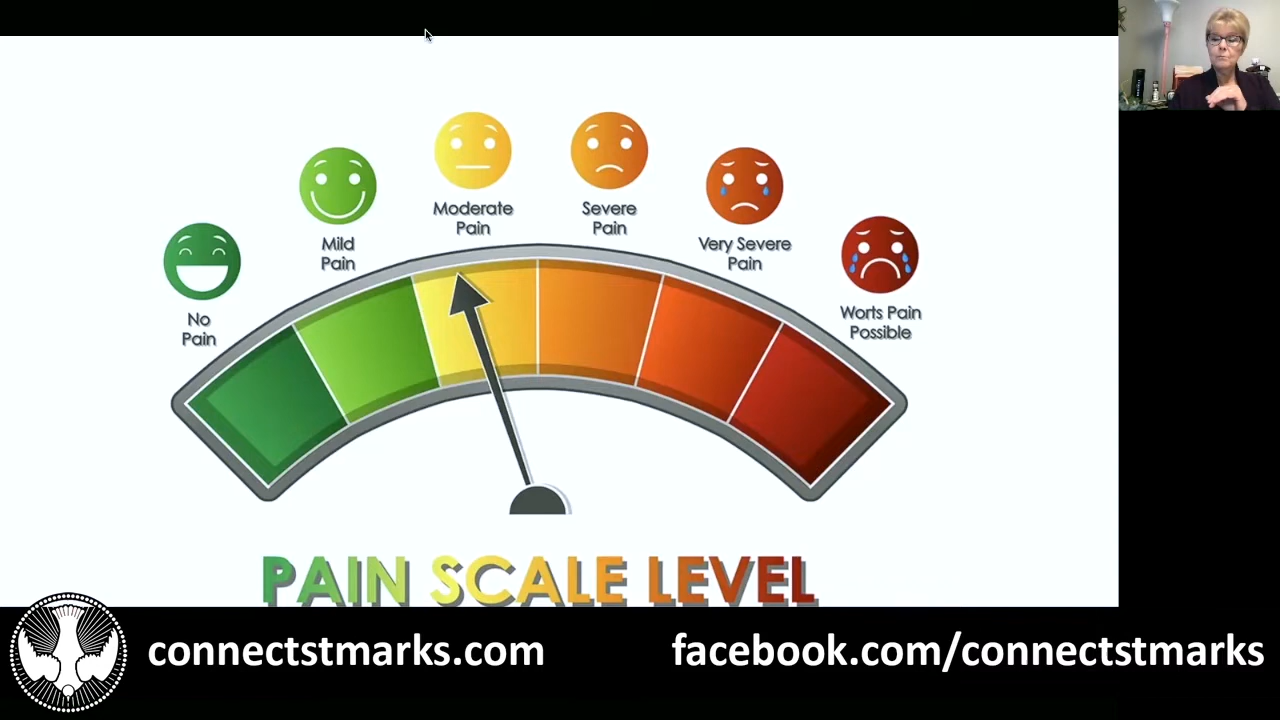 Moderate
Pain
Severe
Pain
Mild
Pain
Very Severe
Pain
No
Pain
Worts Pain
Possible
PAIN SCALE LEVEL
connectstmarks.com
facebook.com/connectstmarks